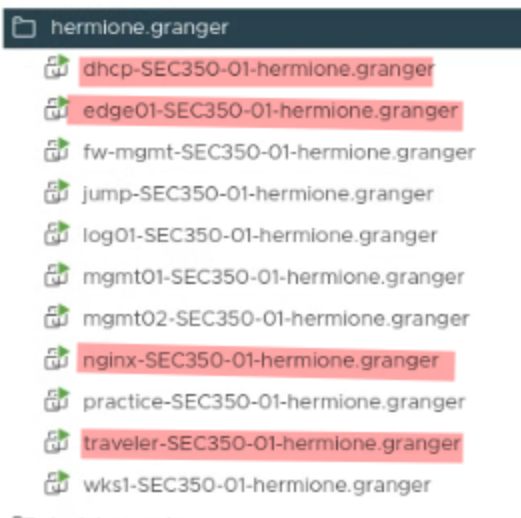 hermione.granger
dhcp-SEC350-01-hermione.granger
edge01-SEC350-01-hermione.granger
fw-mgmt-SEC350-01-hermione.granger
jump-SEC350-01-hermione.granger
log01-SEC350-01-hermione.granger
mgmt01-SEC350-01-hermione.granger
mgmt02-SEC350-01-hermione.granger
nginx-SEC350-01-hermione.granger
practice-SEC350-01-hermione.granger
traveler-SEC350-01-hermione.granger
wks1-SEC350-01-hermione.granger